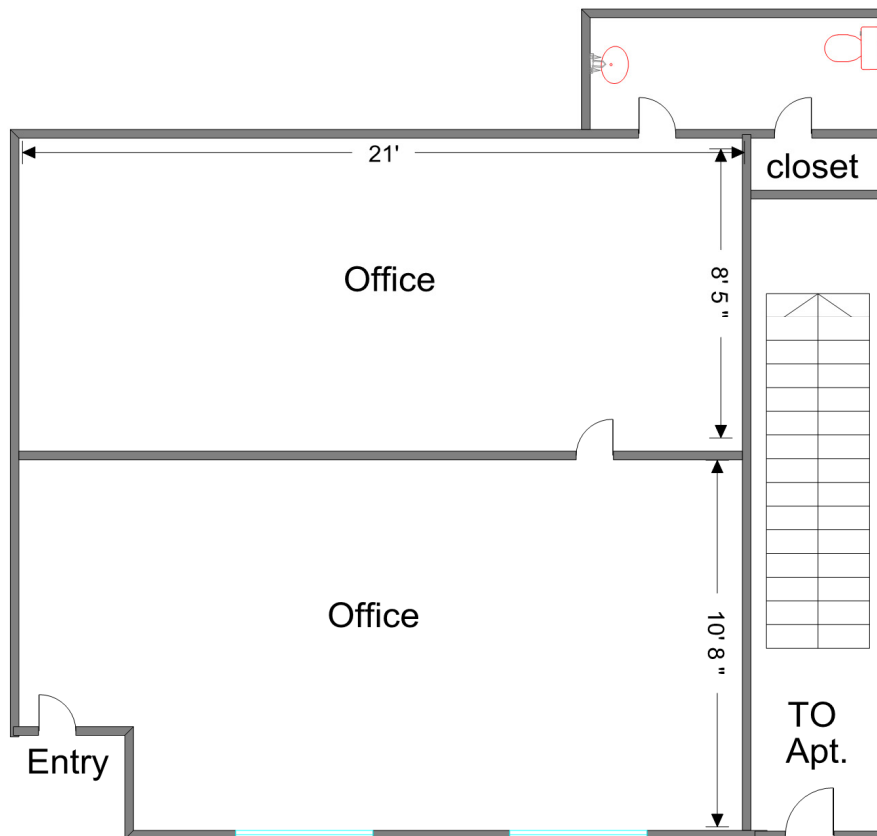 21'
closet
Office
8' 5 "
Office
10' 8 "
Entry
TO
Apt.